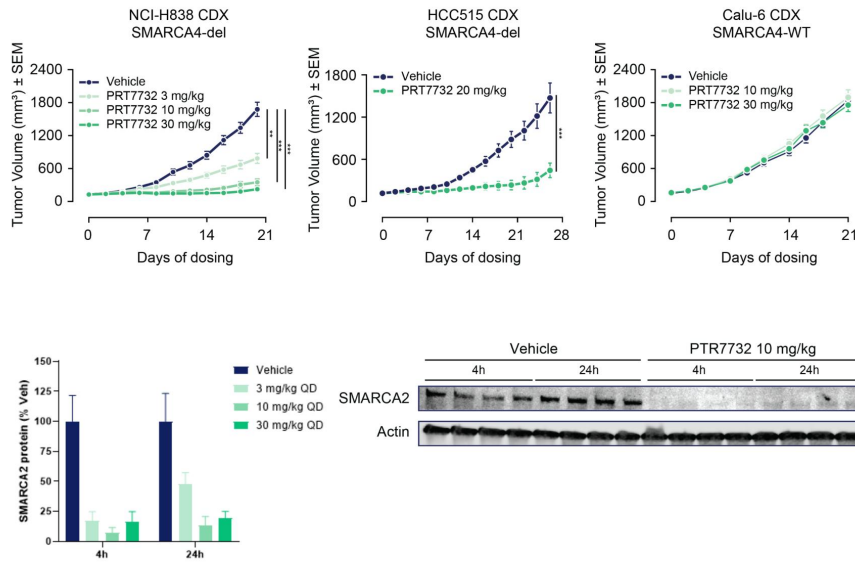 NCI-H838 CDX
SMARCA4-del
Tumor Volume (mm³) ± SEM
2400
1800
1200
600
0
Vehicle
PRT7732 3 mg/kg
PRT7732 10 mg/kg
PRT7732 30 mg/kg
**
***
***
0 7 14 21
Days of dosing
HCC515 CDX
SMARCA4-del
Tumor Volume (mm³) ± SEM
1800
1200
600
0
Vehicle
PRT7732 20 mg/kg
***
0 7 14 21 28
Days of dosing
Calu-6 CDX
SMARCA4-WT
Tumor Volume (mm³) ± SEM
2400
1800
1200
600
0
Vehicle
PRT7732 10 mg/kg
PRT7732 30 mg/kg
0 7 14 21
Days of dosing
SMARCA2 protein (% Veh)
150
125
100
75
50
25
0
4h 24h
Vehicle
3 mg/kg QD
10 mg/kg QD
30 mg/kg QD
Vehicle PTR7732 10 mg/kg
4h 24h 4h 24h
SMARCA2
Actin